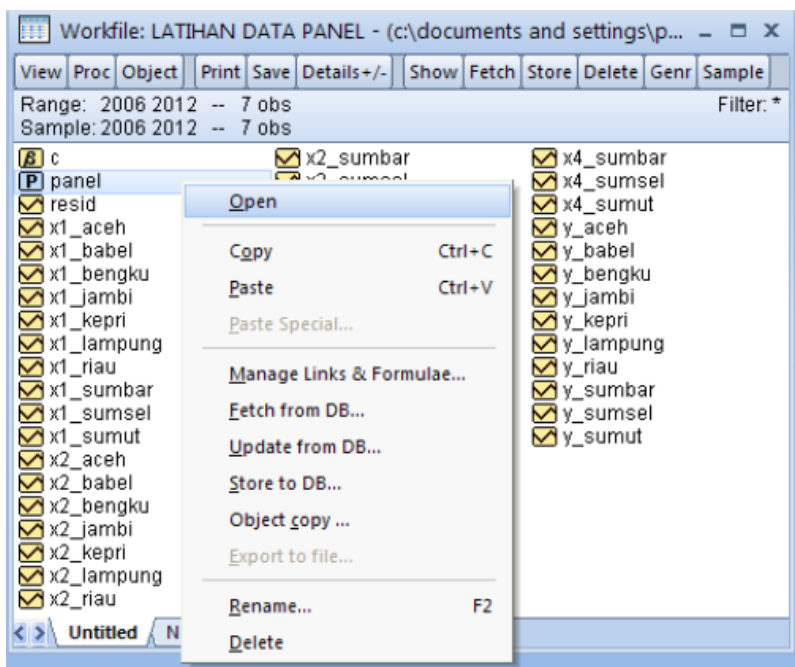 Workfile: LATIHAN DATA PANEL - (c:\documents and settings\p...
View Proc Object Print Save Details+/- Show Fetch Store Delete Genr Sample
Range: 2006 2012 -- 7 obs Filter: *
Sample: 2006 2012 -- 7 obs
β c
P panel
resid
x1_aceh
x1_babel
x1_bengku
x1_jambi
x1_kepri
x1_lampung
x1_riau
x1_sumbar
x1_sumsel
x1_sumut
x2_aceh
x2_babel
x2_bengku
x2_jambi
x2_kepri
x2_lampung
x2_riau
x2_sumbar
x4_sumbar
x4_sumsel
x4_sumut
y_aceh
y_babel
y_bengku
y_jambi
y_kepri
y_lampung
y_riau
y_sumbar
y_sumsel
y_sumut
Open
Copy Ctrl+C
Paste Ctrl+V
Paste Special...
Manage Links & Formulae...
Fetch from DB...
Update from DB...
Store to DB...
Object copy ...
Export to file...
Rename... F2
Delete
< > Untitled N